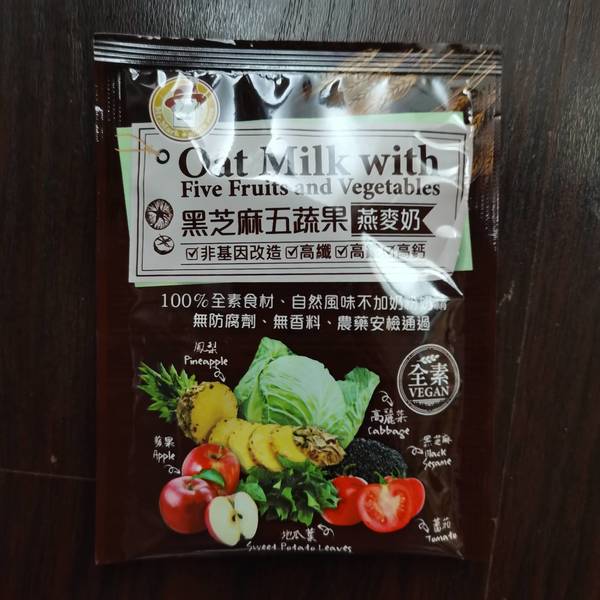 Oat Milk with
Five Fruits and Vegetables
黑芝麻五蔬果 燕麥奶
非基因改造 高纖 高 高鈣
100%全素食材、自然風味不加奶
無防腐劑、無香料、農藥安檢通過
鳳梨
Pineapple
全素
VEGAN
高麗菜
Cabbage
蘋果
Apple
黑芝麻
Black
Sesame
地瓜葉
Sweet Potato Leaves
蕃茄
Tomato